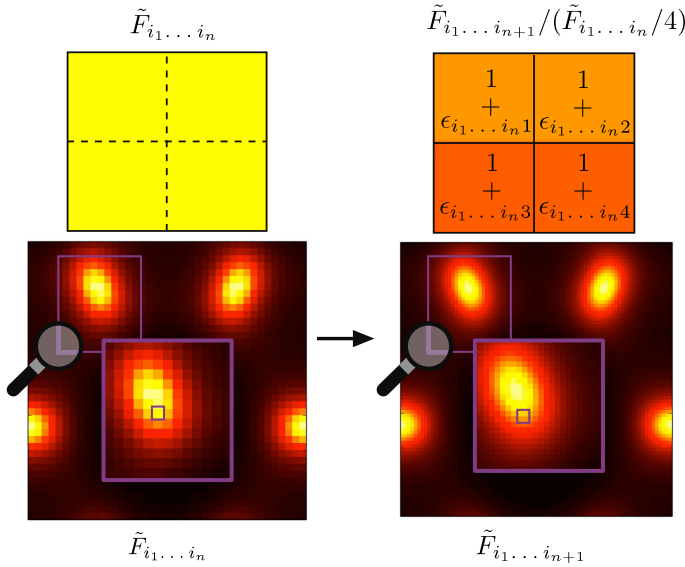 F̃_{i_1...i_n}
F̃_{i_1...i_{n+1}}/(F̃_{i_1...i_n}/4)
1 1
+ +
ϵ_{i_1...i_n1} ϵ_{i_1...i_n2}
1 1
+ +
ϵ_{i_1...i_n3} ϵ_{i_1...i_n4}
F̃_{i_1...i_n}
F̃_{i_1...i_{n+1}}